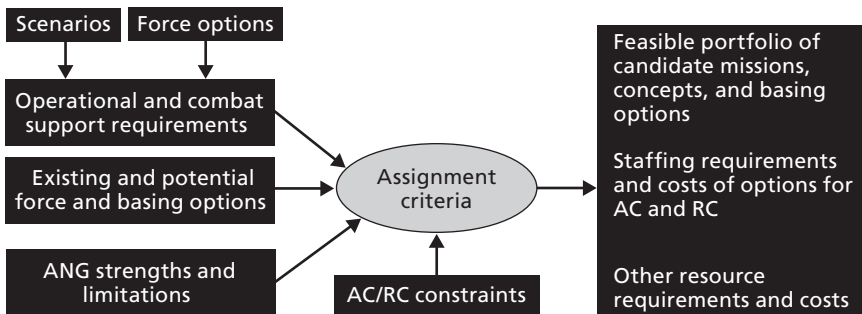 Scenarios
Force options
Operational and combat
support requirements
Existing and potential
force and basing options
ANG strengths and
limitations
Assignment
criteria
AC/RC constraints
Feasible portfolio of
candidate missions,
concepts, and basing
options
Staffing requirements
and costs of options for
AC and RC
Other resource
requirements and costs